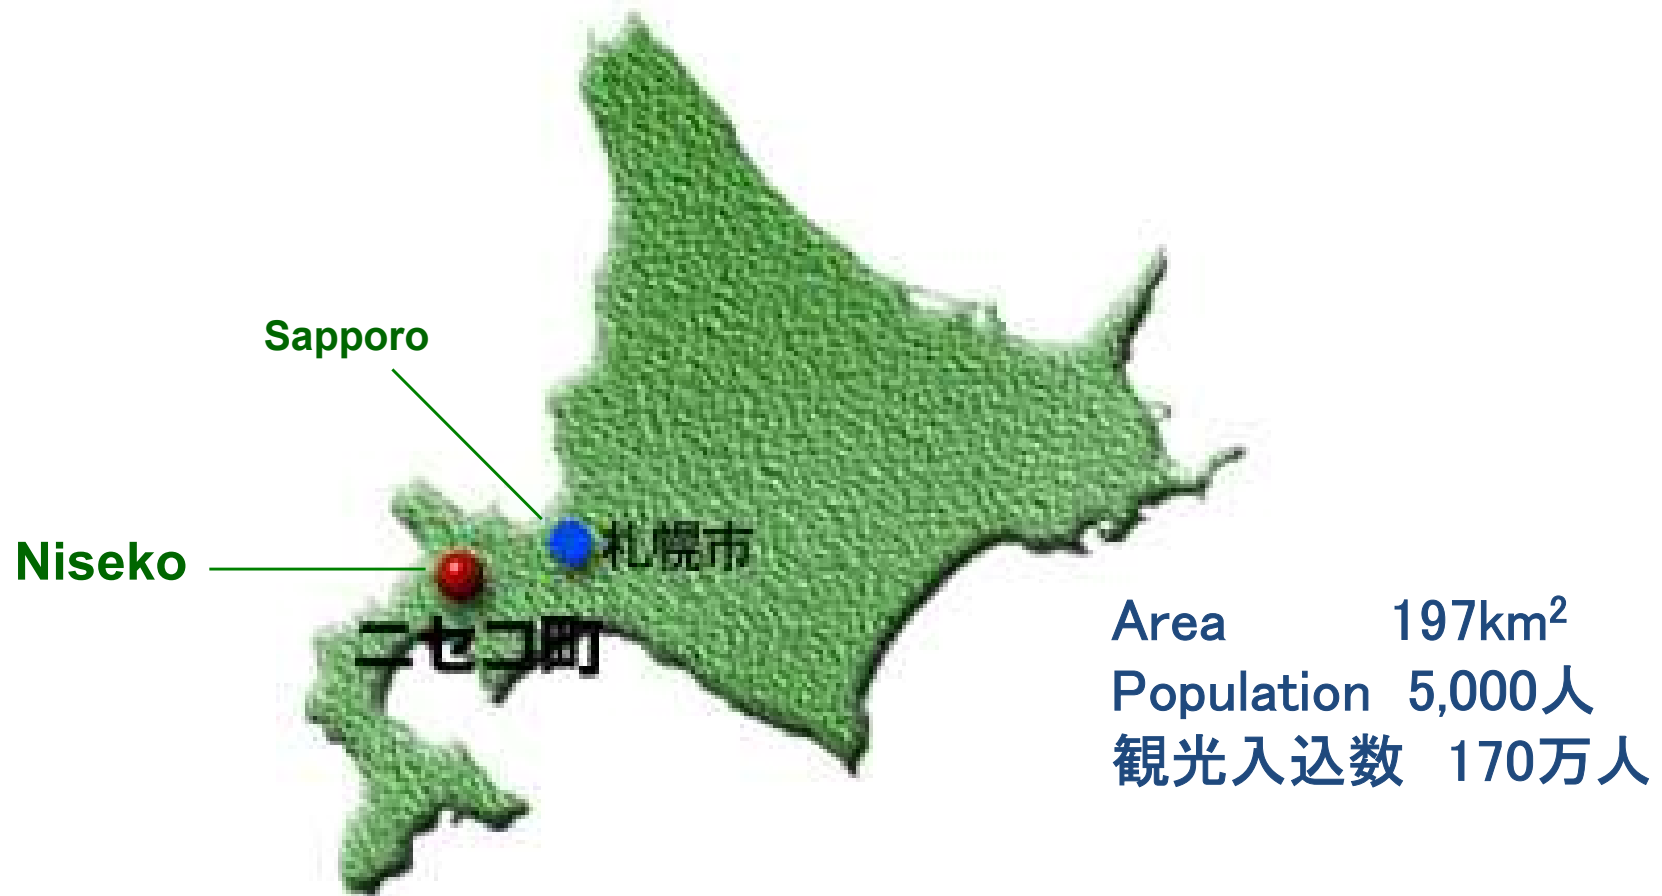 Sapporo
札幌市
Niseko
ニセコ町
Area 197km²
Population 5,000人
観光入込数 170万人